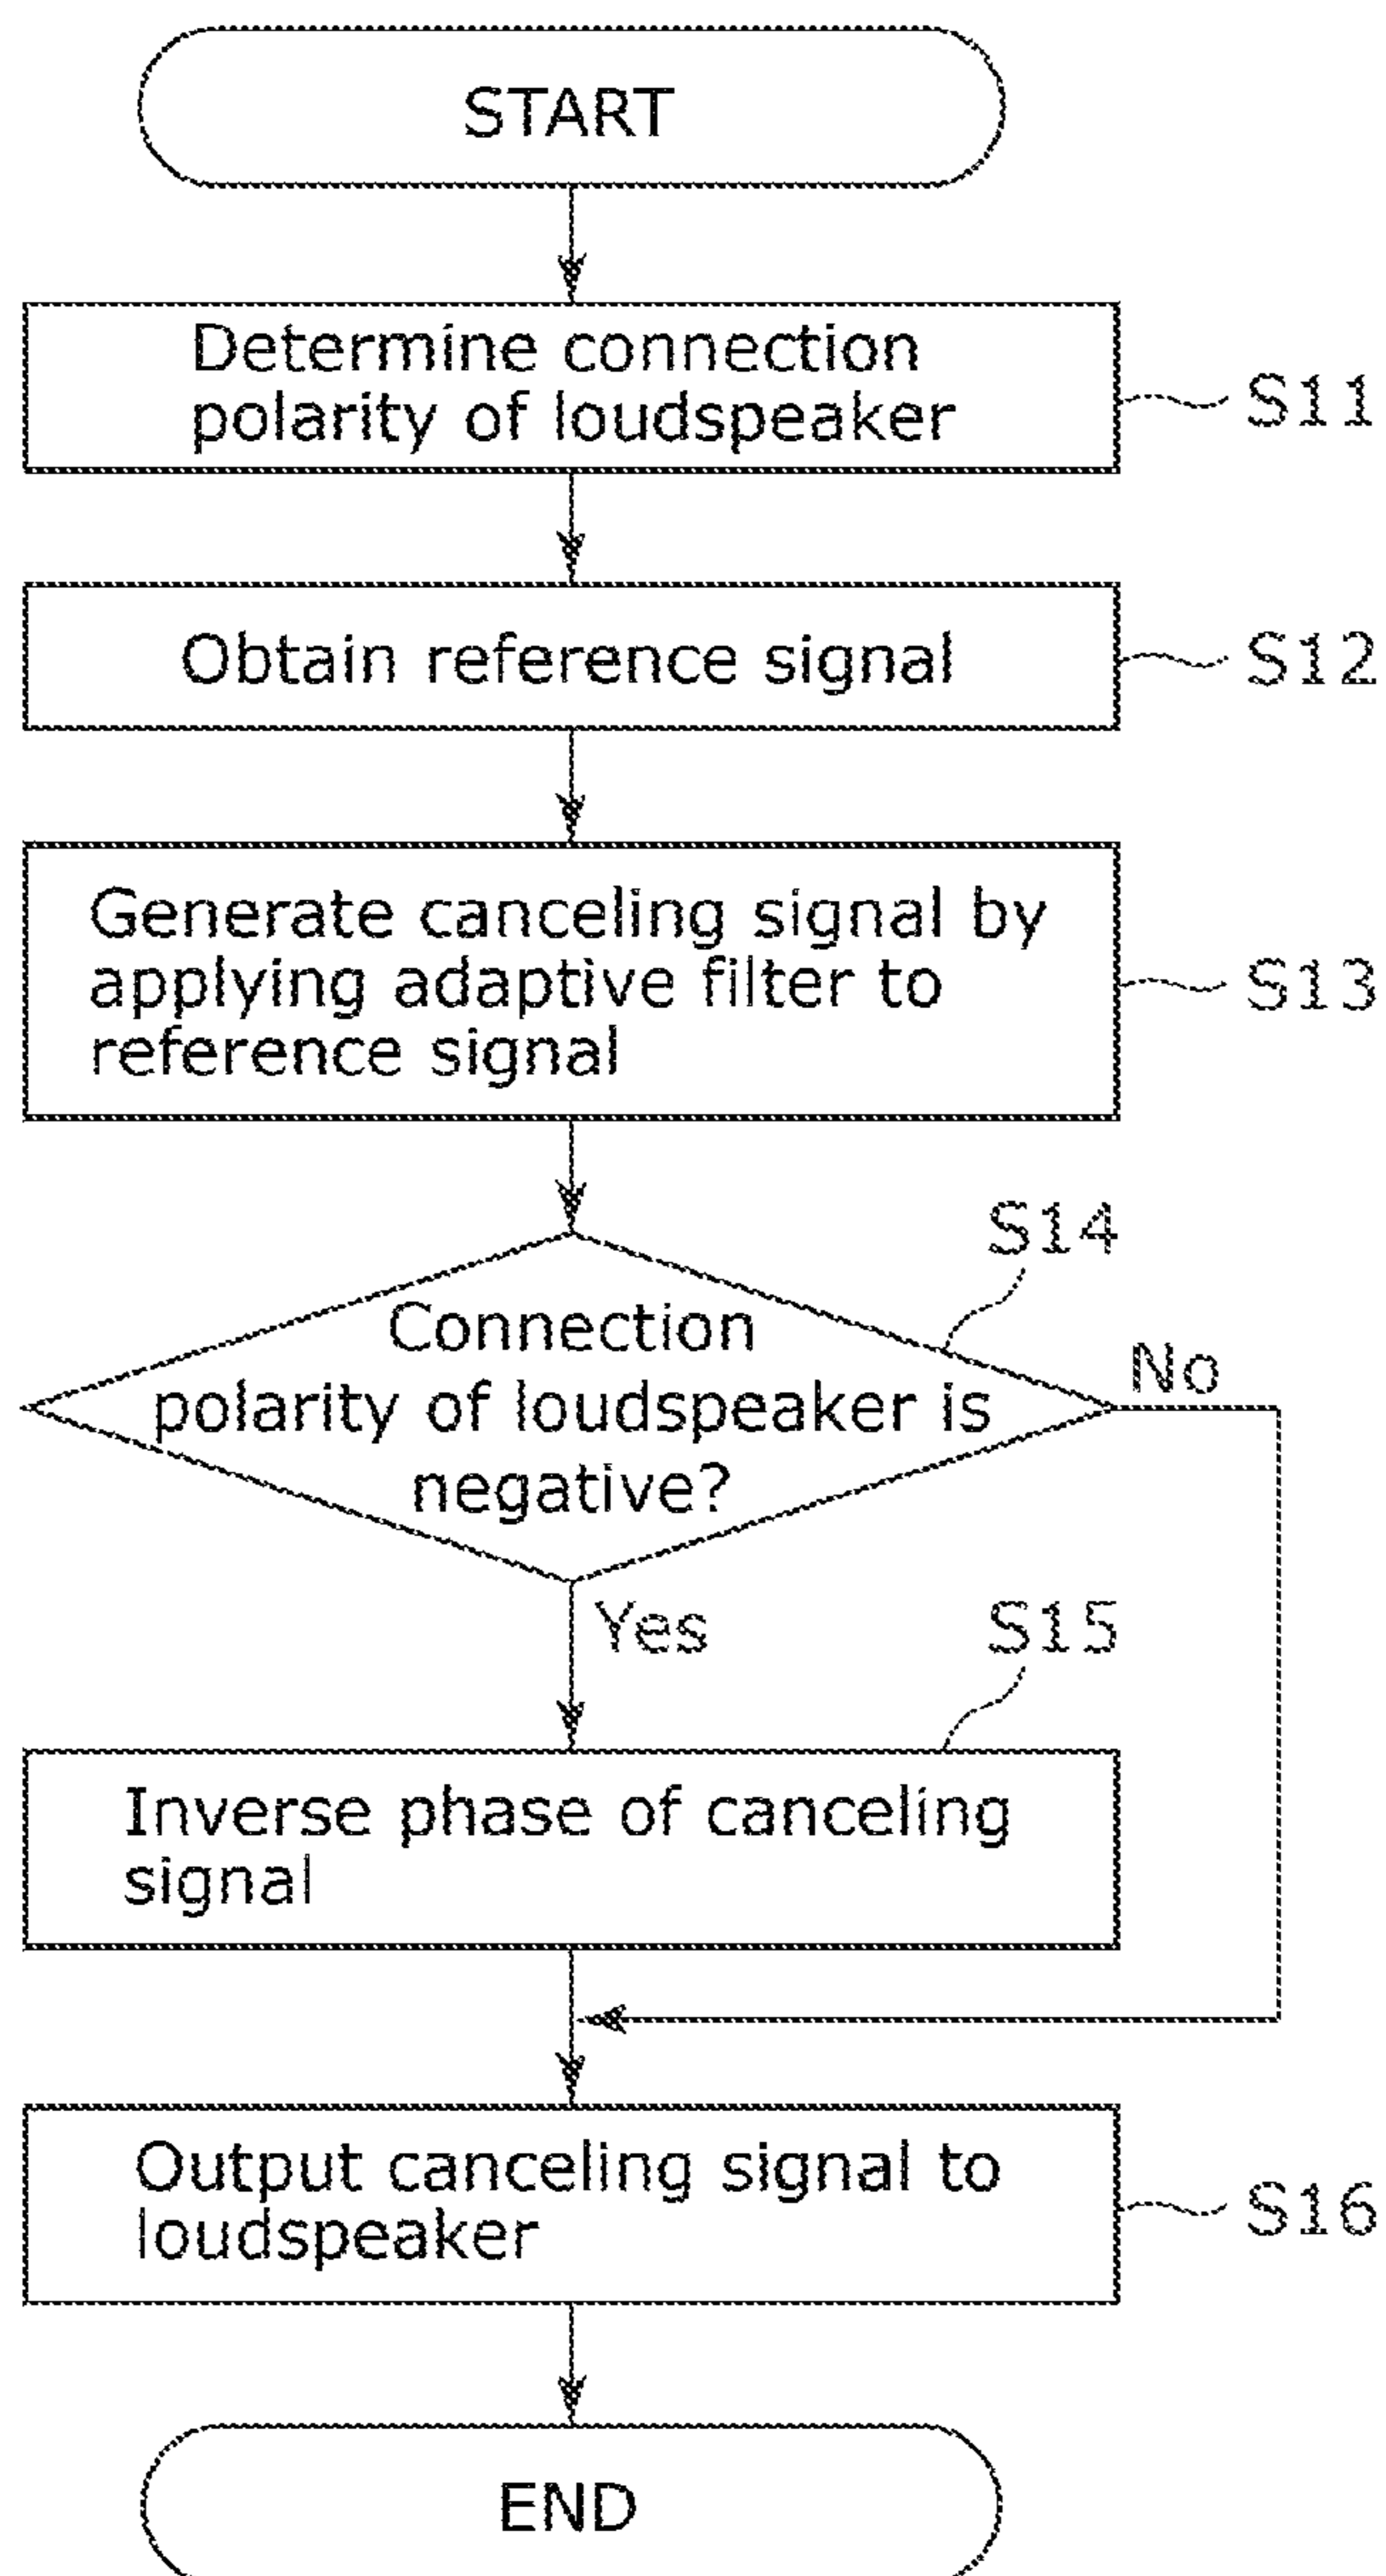 START
Determine connection
polarity of loudspeaker
S11
Obtain reference signal
S12
Generate canceling signal by
applying adaptive filter to
reference signal
S13
S14
Connection
polarity of loudspeaker is
negative?
No
Yes
S15
Inverse phase of canceling
signal
Output canceling signal to
loudspeaker
S16
END